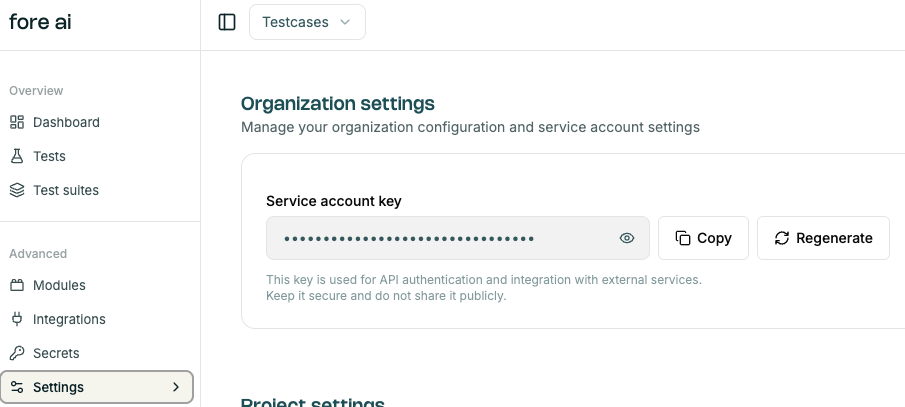 fore ai
Testcases
Overview
Dashboard
Tests
Test suites
Advanced
Modules
Integrations
Secrets
Settings
Organization settings
Manage your organization configuration and service account settings
Service account key
Copy
Regenerate
This key is used for API authentication and integration with external services.
Keep it secure and do not share it publicly.
Project settings